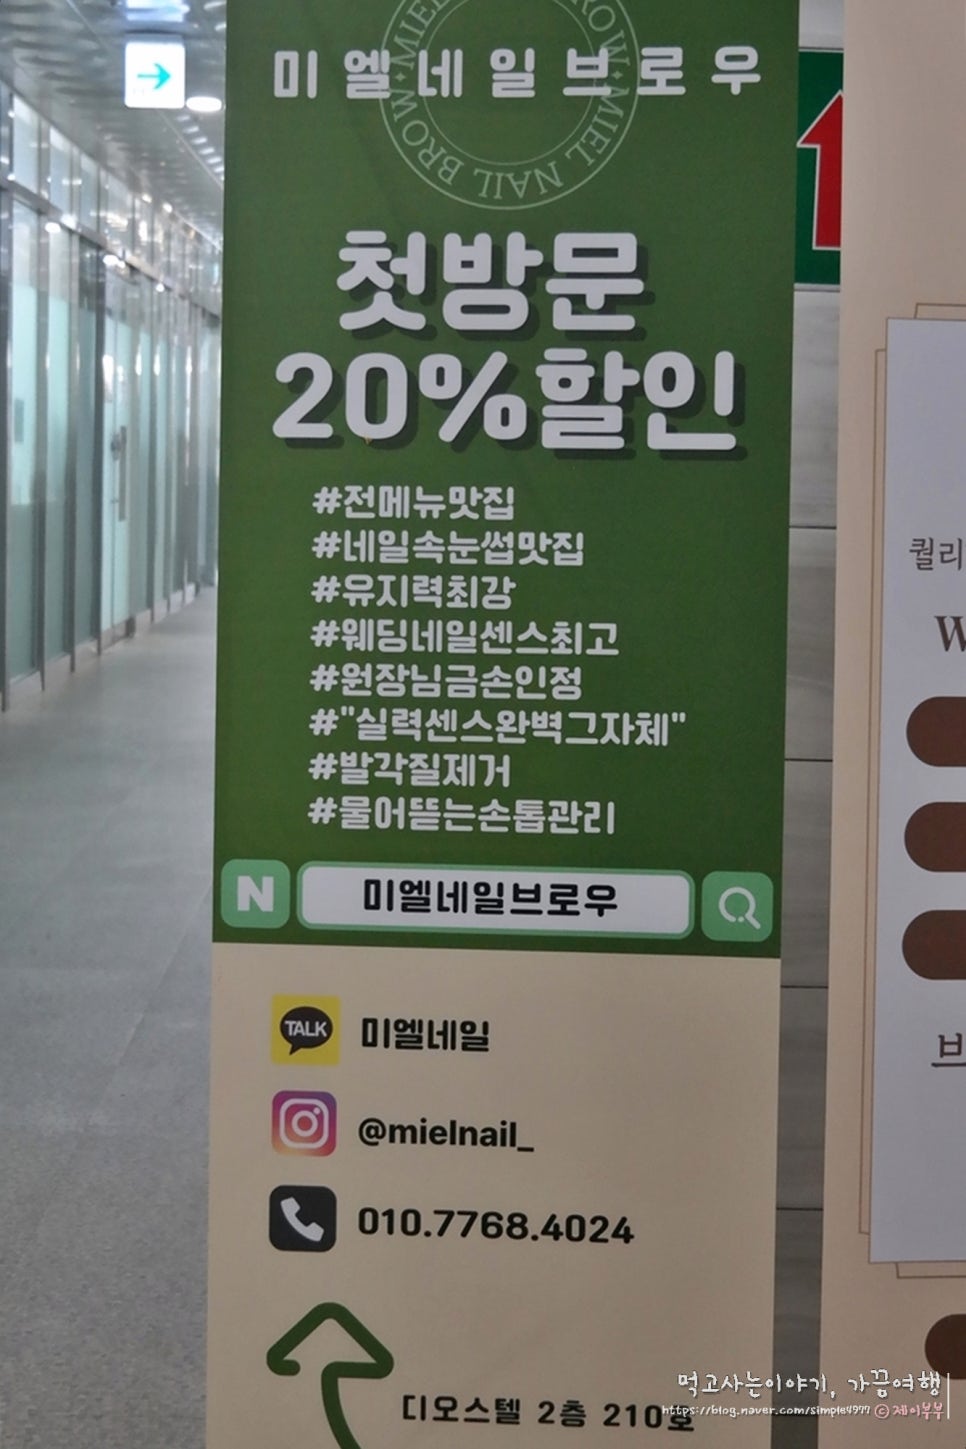 미엘네일브로우
MIEL NAIL BROW
첫방문
20%할인
#전메뉴맛집
#네일속눈썹맛집
#유지력최강
#웨딩네일센스최고
#원장님금손인정
#"실력센스완벽그자체"
#발각질제거
#물어뜯는손톱관리
N 미엘네일브로우
TALK 미엘네일
@mielnail_
010.7768.4024
디오스텔 2층 210호
퀄리
W
브
먹고사는이야기, 가끔여행
https://blog.naver.com/simple4977 ⓒ제이부부